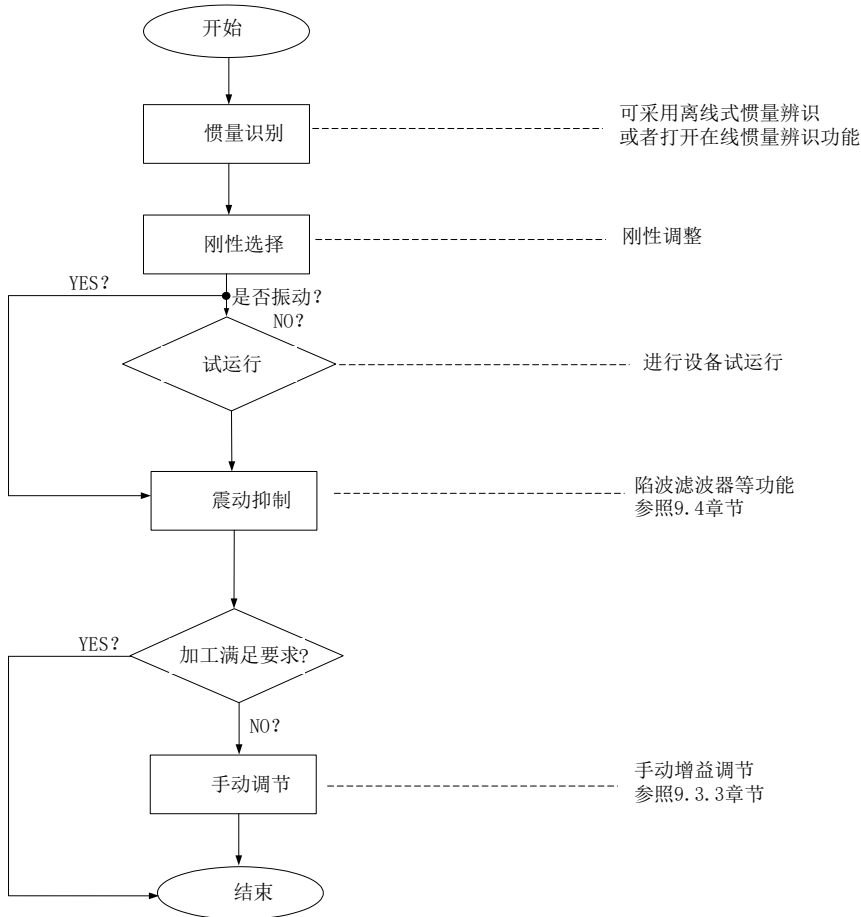 开始
惯量识别
可采用离线式惯量辨识
或者打开在线惯量辨识功能
刚性选择
刚性调整
YES？
是否振动？
NO？
试运行
进行设备试运行
震动抑制
陷波滤波器等功能
参照9.4章节
YES？
加工满足要求?
NO？
手动调节
手动增益调节
参照9.3.3章节
结束